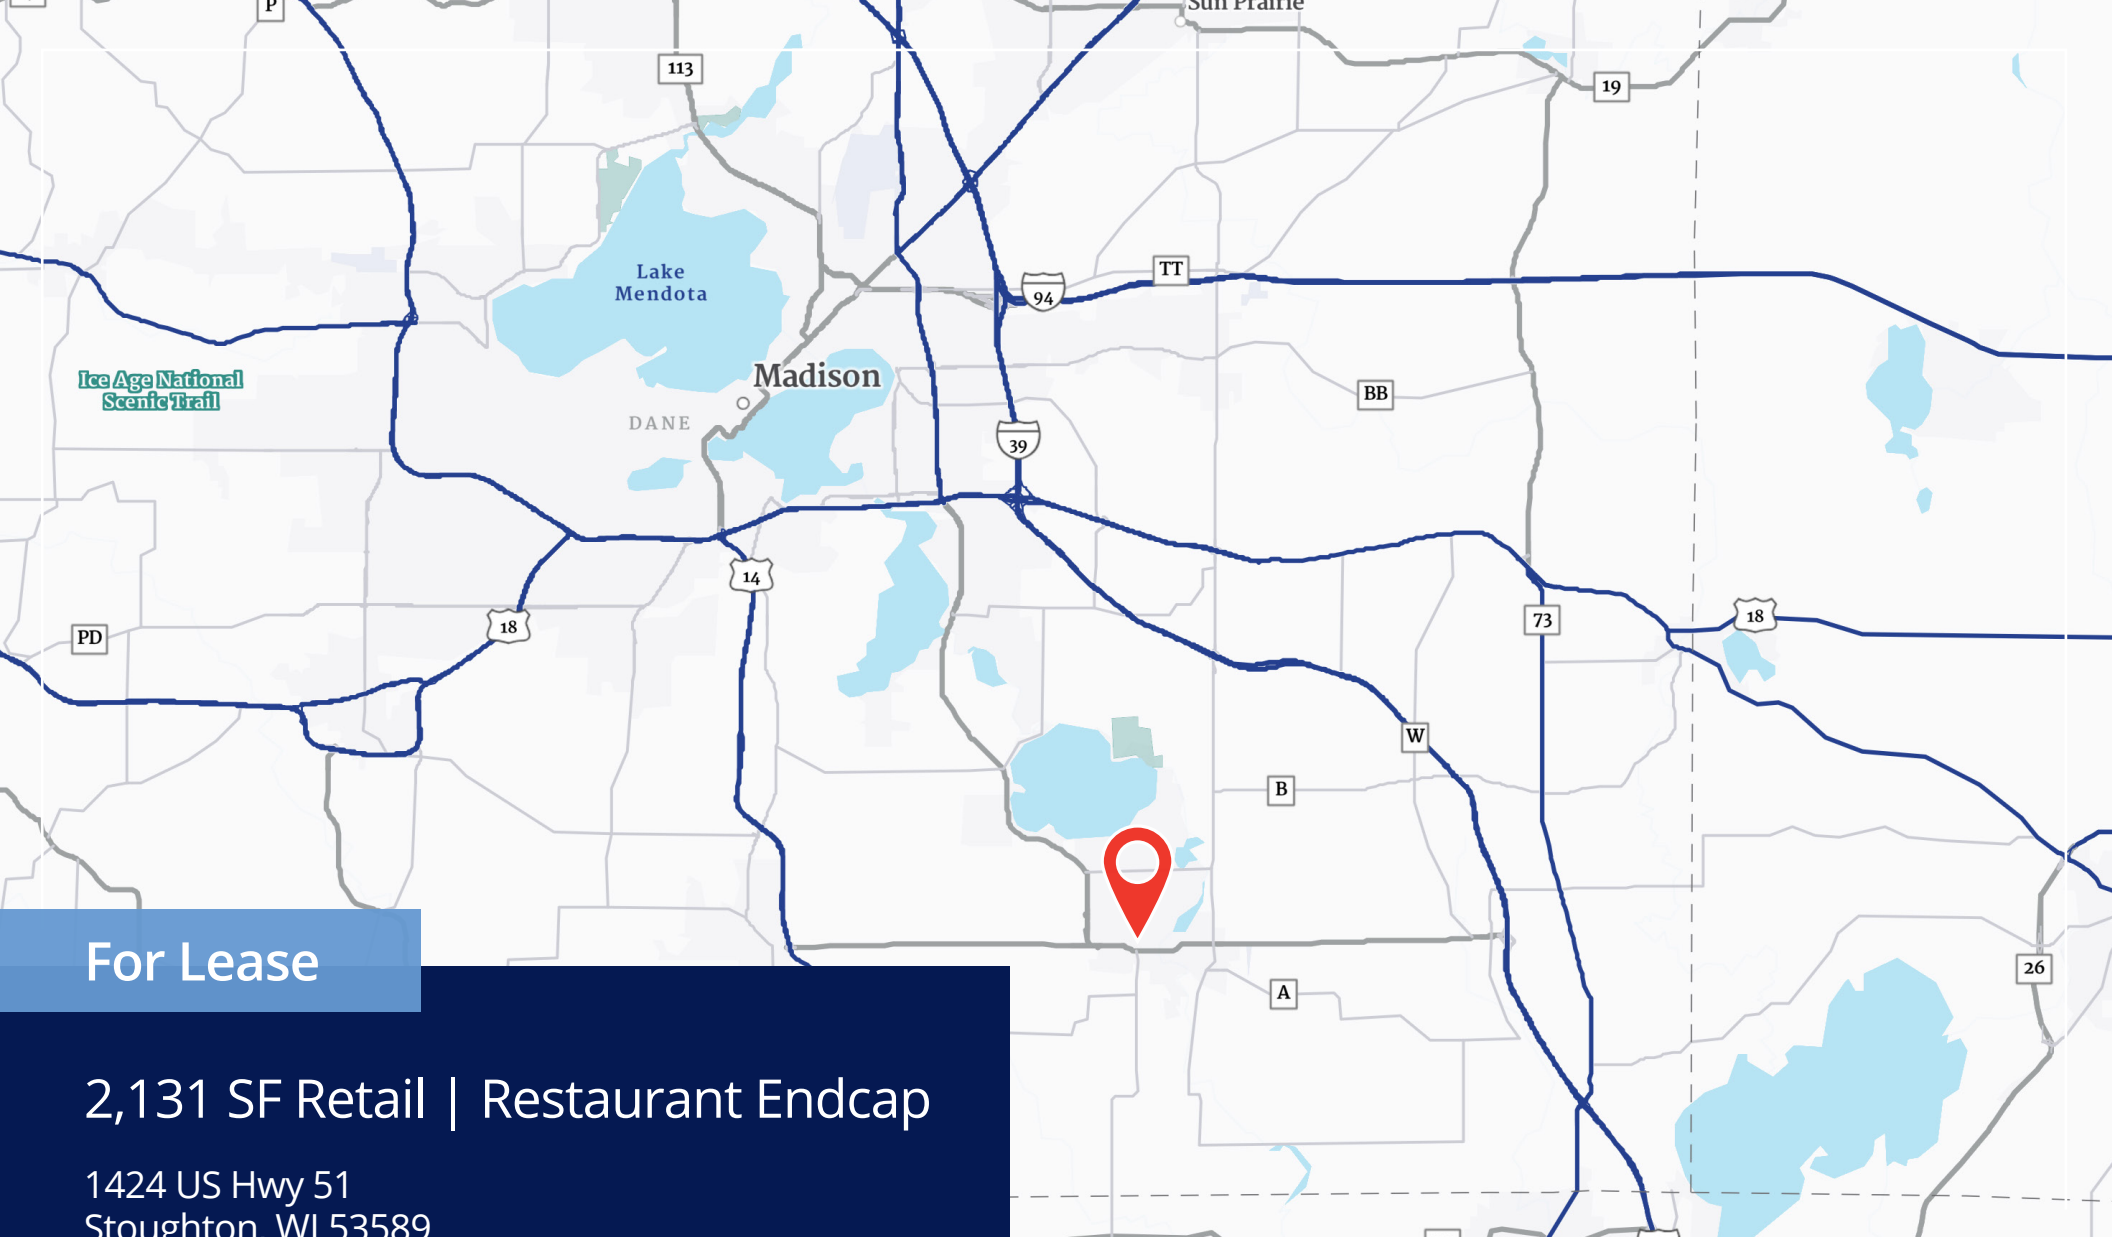 P
Sun Prairie
113
19
Lake
Mendota
TT
94
Ice Age National
Scenic Trail
Madison
BB
DANE
39
14
18
PD
18
73
W
B
A
26
For Lease
2,131 SF Retail | Restaurant Endcap
1424 US Hwy 51
Stoughton, WI 53589